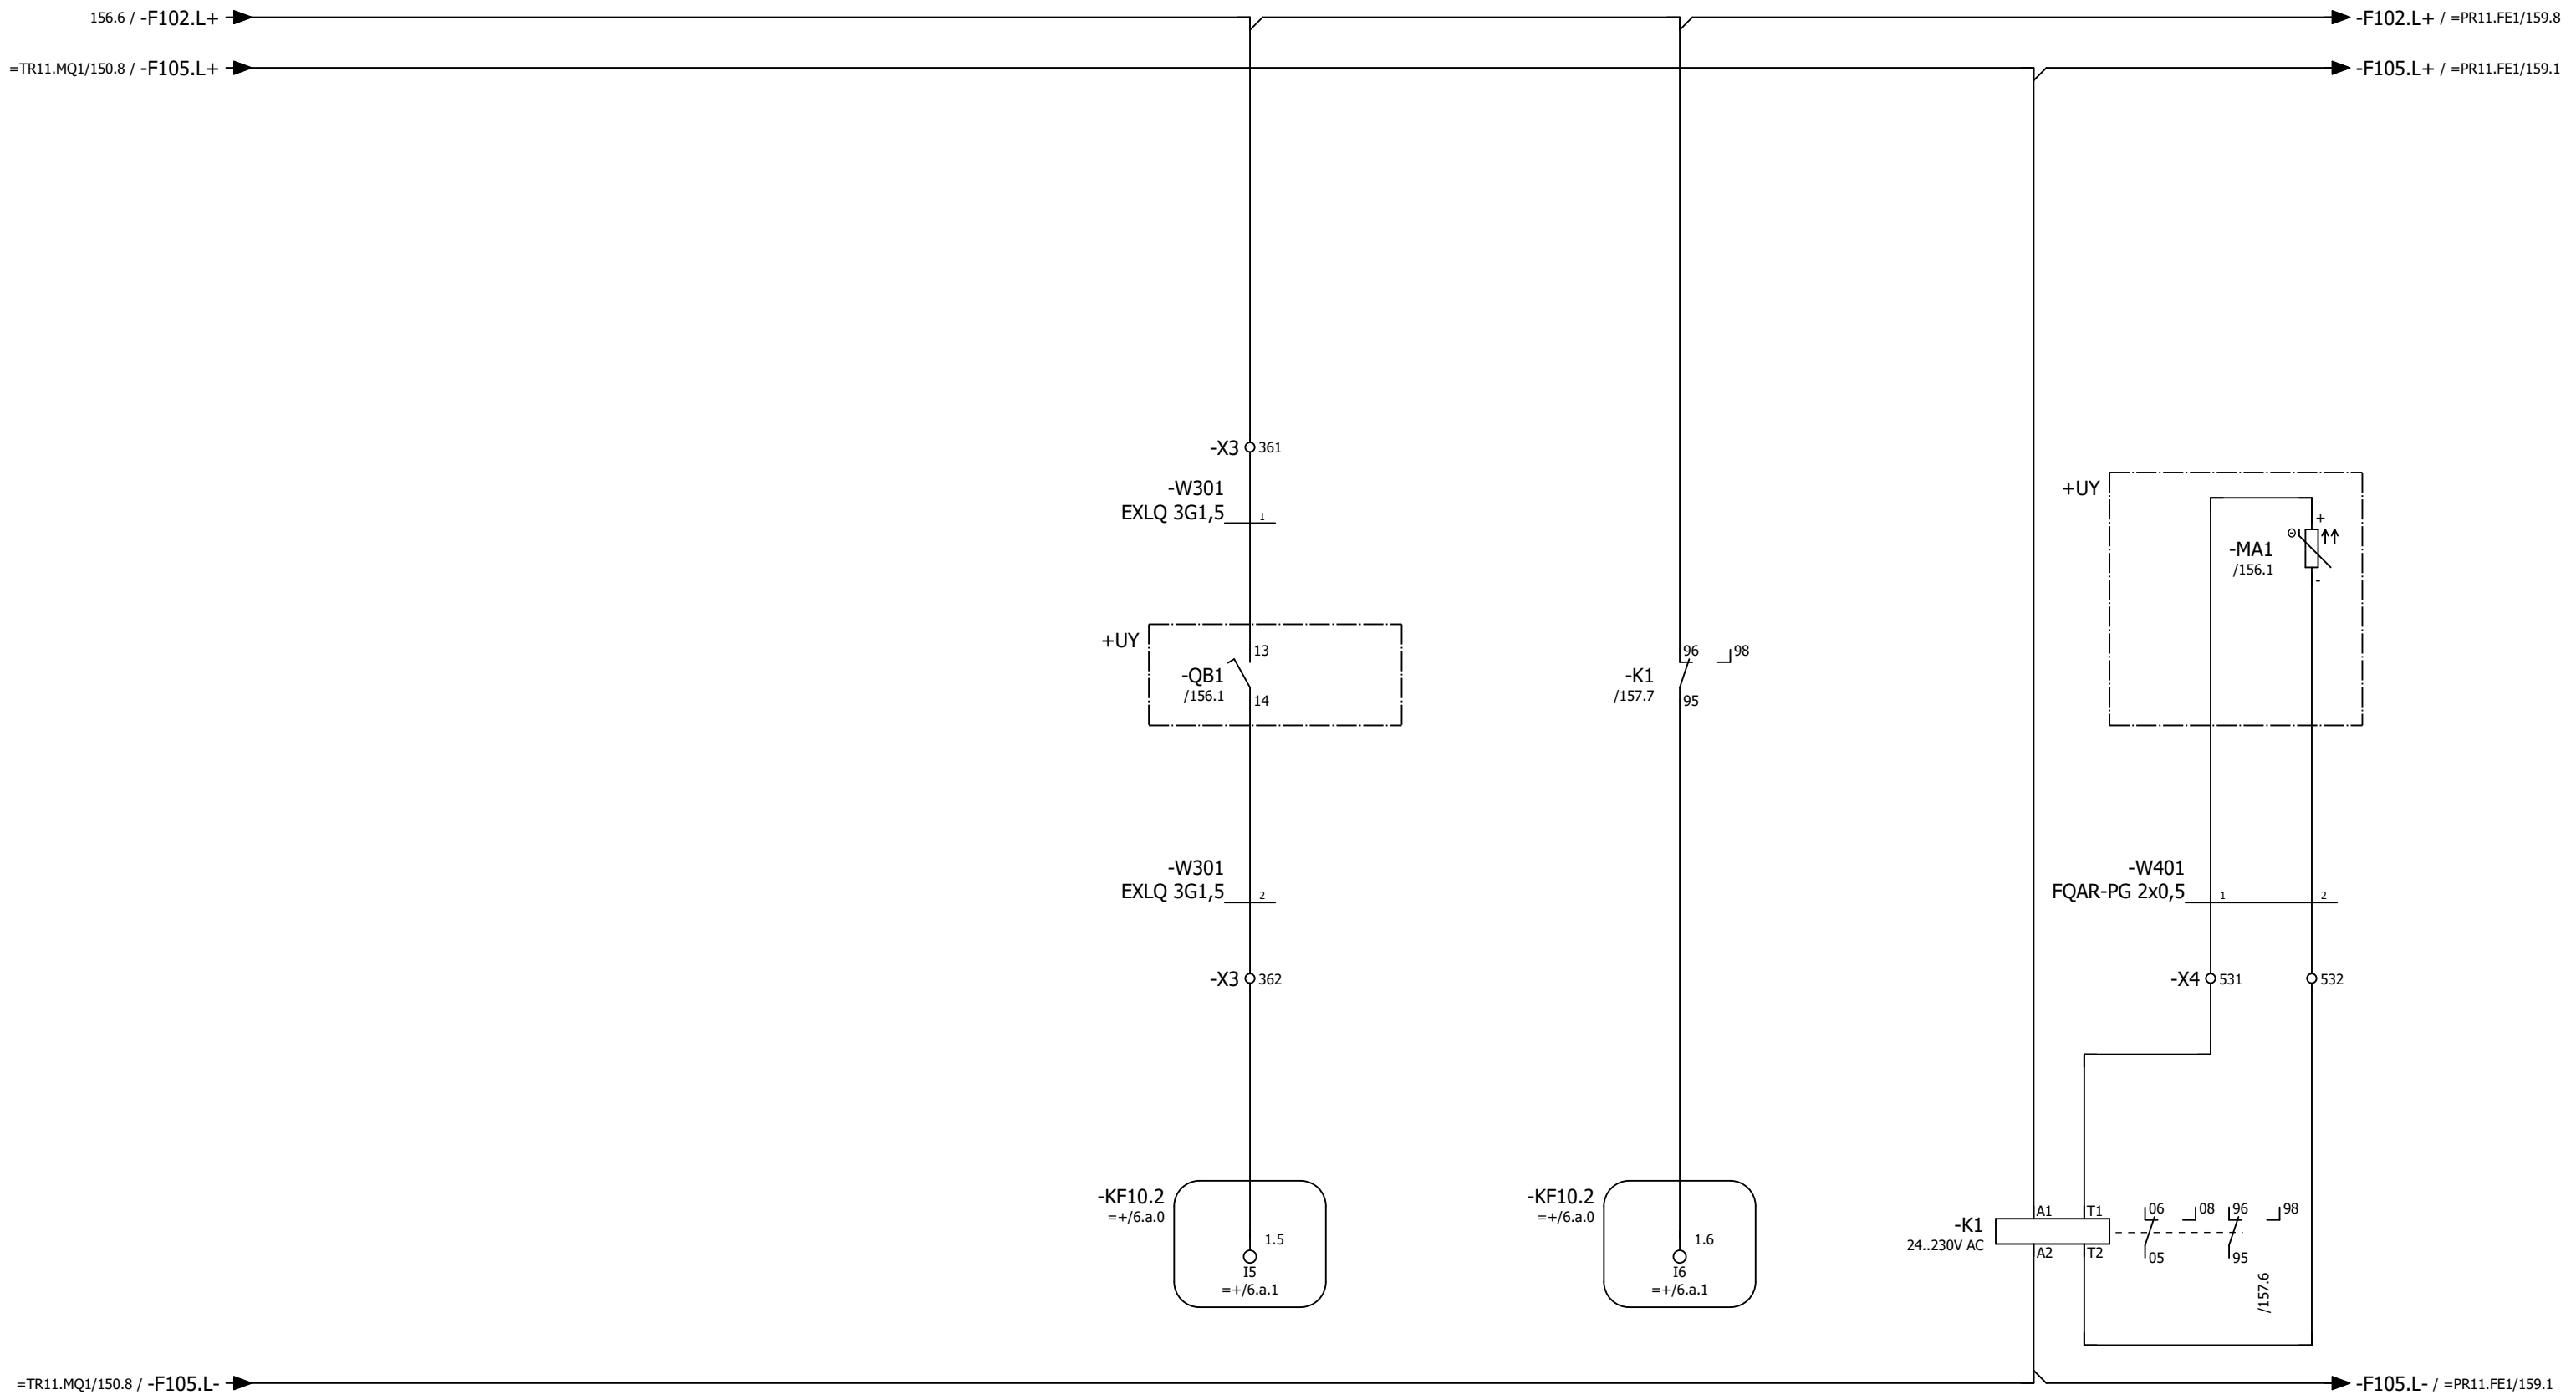 156.6 / -F102.L+
-F102.L+ / =PR11.FE1/159.8
=TR11.MQ1/150.8 / -F105.L+
-F105.L+ / =PR11.FE1/159.1
-X3 361
-W301
EXLQ 3G1,5
1
+UY
13
-QB1
/156.1
14
-W301
EXLQ 3G1,5
2
-X3 362
-KF10.2
=+/6.a.0
1.5
I5
=+/6.a.1
96
98
-K1
/157.7
95
-KF10.2
=+/6.a.0
1.6
I6
=+/6.a.1
+UY
+
Θ
-MA1
/156.1
-
-W401
FQAR-PG 2x0,5
1
2
-X4 531
532
A1
T1
06
08
96
98
-K1
24..230V AC
A2
T2
05
95
/157.6
=TR11.MQ1/150.8 / -F105.L-
-F105.L- / =PR11.FE1/159.1